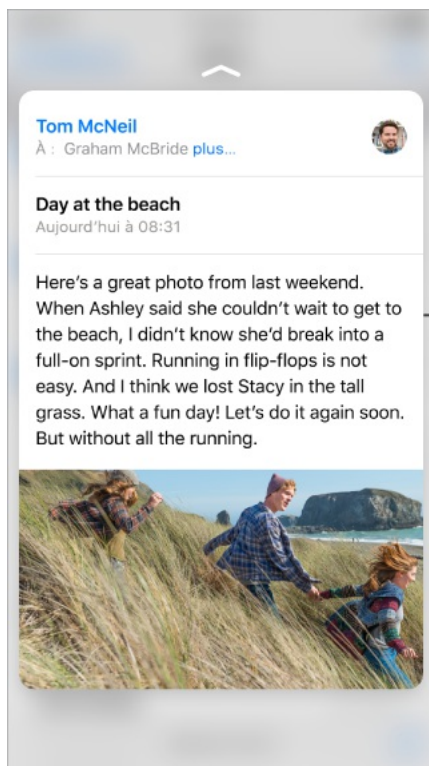 Tom McNeil
À : Graham McBride plus...
Day at the beach
Aujourd’hui à 08:31
Here’s a great photo from last weekend.
When Ashley said she couldn’t wait to get to
the beach, I didn’t know she’d break into a
full-on sprint. Running in flip-flops is not
easy. And I think we lost Stacy in the tall
grass. What a fun day! Let’s do it again soon.
But without all the running.